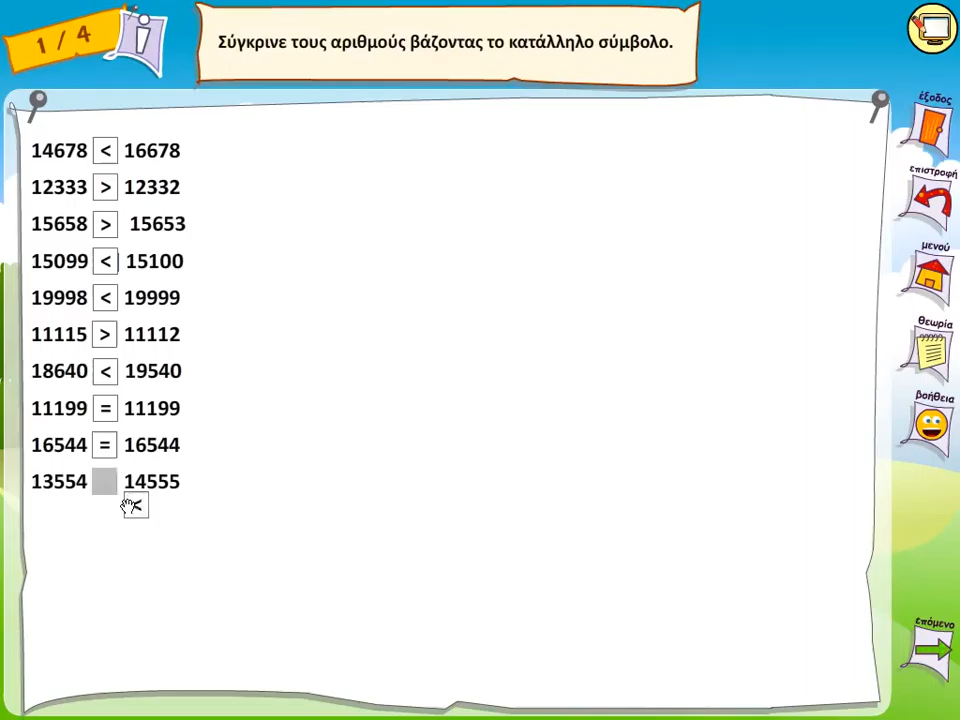 1 / 4
Σύγκρινε τους αριθμούς βάζοντας το κατάλληλο σύμβολο.
14678 < 16678
12333 > 12332
15658 > 15653
15099 < 15100
19998 < 19999
11115 > 11112
18640 < 19540
11199 = 11199
16544 = 16544
13554 14555
<
έξοδος
επιστροφή
μενού
θεωρία
βοήθεια
επόμενο